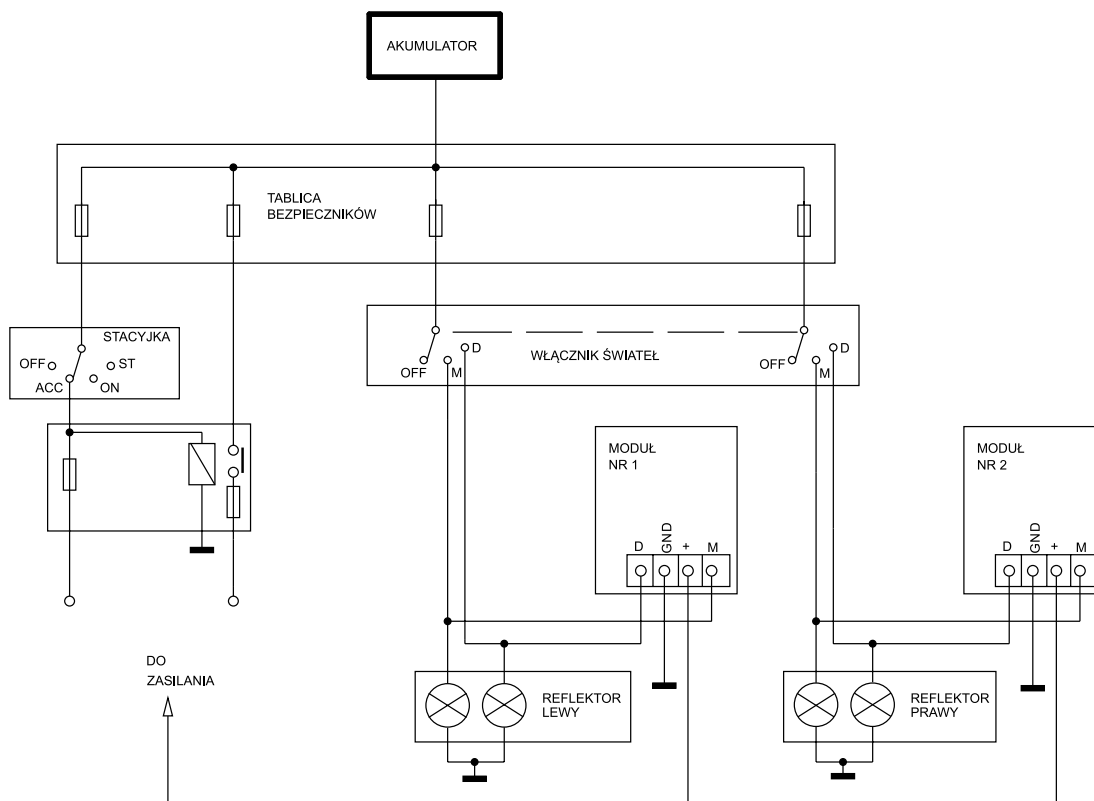 AKUMULATOR
TABLICA
BEZPIECZNIKÓW
STACYJKA
OFF
ST
ACC
ON
WŁĄCZNIK ŚWIATEŁ
OFF
M
D
OFF
M
D
MODUŁ
NR 1
D
GND
+
M
MODUŁ
NR 2
D
GND
+
M
DO
ZASILANIA
REFLEKTOR
LEWY
REFLEKTOR
PRAWY